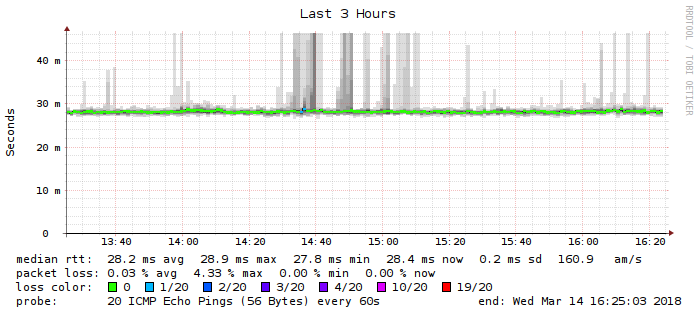 Last 3 Hours
RRDTOOL / TOBI OETIKER
Seconds
40 m
30 m
20 m
10 m
0
13:40 14:00 14:20 14:40 15:00 15:20 15:40 16:00 16:20
median rtt: 28.2 ms avg 28.9 ms max 27.8 ms min 28.4 ms now 0.2 ms sd 160.9 am/s
packet loss: 0.03 % avg 4.33 % max 0.00 % min 0.00 % now
loss color: 0 1/20 2/20 3/20 4/20 10/20 19/20
probe: 20 ICMP Echo Pings (56 Bytes) every 60s end: Wed Mar 14 16:25:03 2018